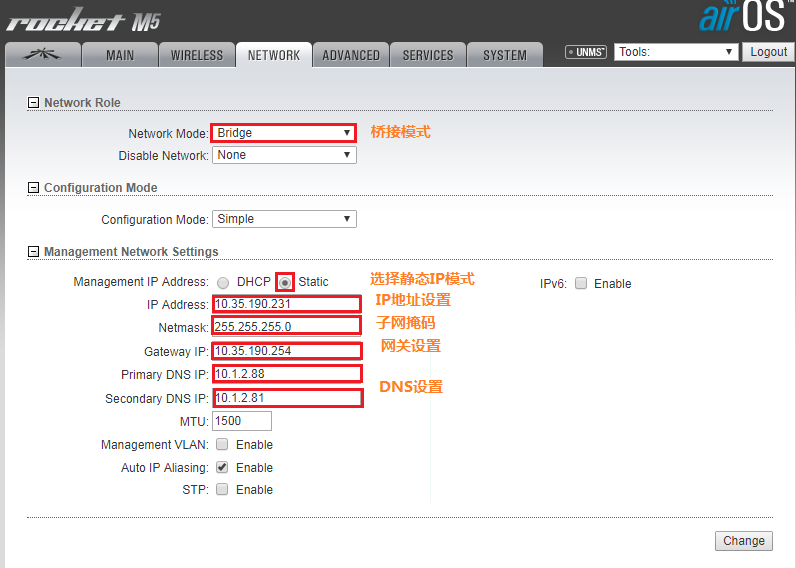 rocket M5
airOS™
MAIN
WIRELESS
NETWORK
ADVANCED
SERVICES
SYSTEM
UNMS™
Tools:
Logout
Network Role
Network Mode: Bridge 桥接模式
Disable Network: None
Configuration Mode
Configuration Mode: Simple
Management Network Settings
Management IP Address: DHCP Static 选择静态IP模式 IPv6: Enable
IP Address: 10.35.190.231 IP地址设置
Netmask: 255.255.255.0 子网掩码
Gateway IP: 10.35.190.254 网关设置
Primary DNS IP: 10.1.2.88
DNS设置
Secondary DNS IP: 10.1.2.81
MTU: 1500
Management VLAN: Enable
Auto IP Aliasing: Enable
STP: Enable
Change